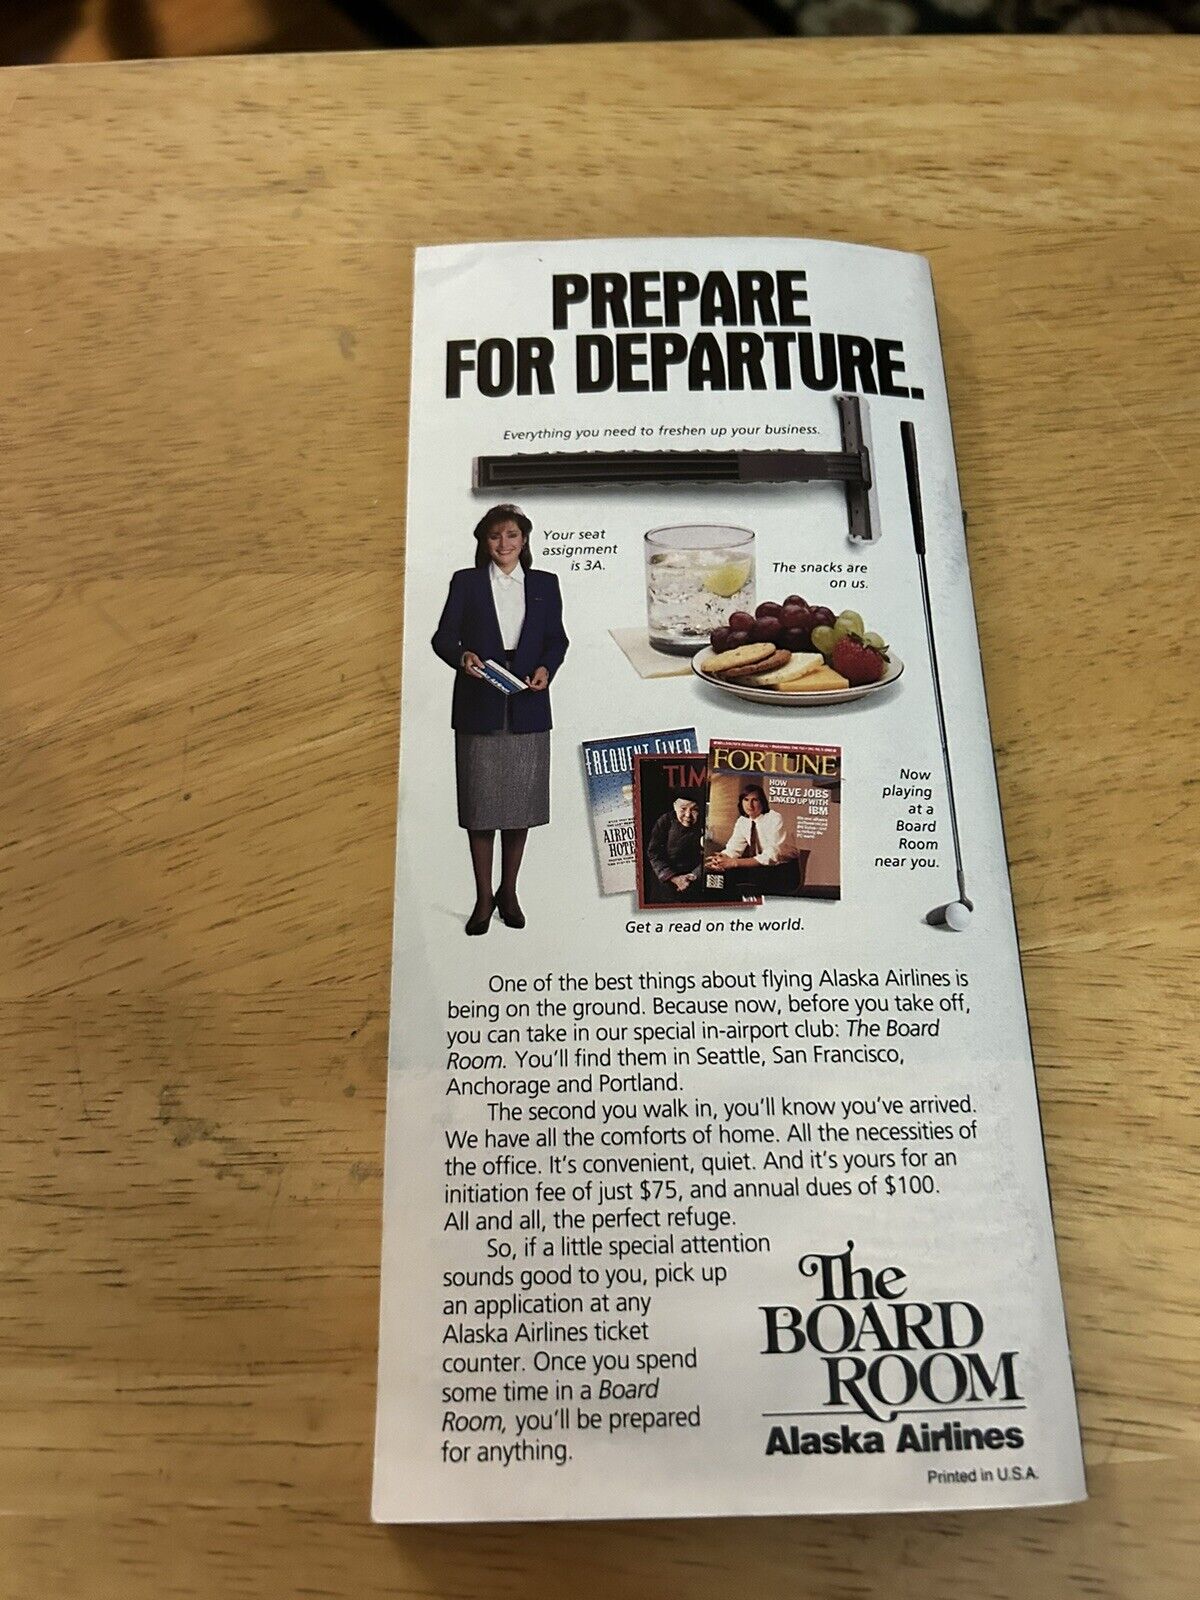 PREPARE
FOR DEPARTURE.
Everything you need to freshen up your business.
Your seat
assignment
is 3A.
The snacks are
on us.
Alaska Airlines
FREQUENT FLYER
AIRPO
HOTE
TIM
FORTUNE
HOW
STEVE JOBS
LINKED UP WITH
IBM
Get a read on the world.
Now
playing
at a
Board
Room
near you.
One of the best things about flying Alaska Airlines is
being on the ground. Because now, before you take off,
you can take in our special in-airport club: The Board
Room. You'll find them in Seattle, San Francisco,
Anchorage and Portland.
The second you walk in, you'll know you've arrived.
We have all the comforts of home. All the necessities of
the office. It's convenient, quiet. And it's yours for an
initiation fee of just $75, and annual dues of $100.
All and all, the perfect refuge.
So, if a little special attention
sounds good to you, pick up
an application at any
Alaska Airlines ticket
counter. Once you spend
some time in a Board
Room, you'll be prepared
for anything.
The
BOARD
ROOM
Alaska Airlines
Printed in U.S.A.